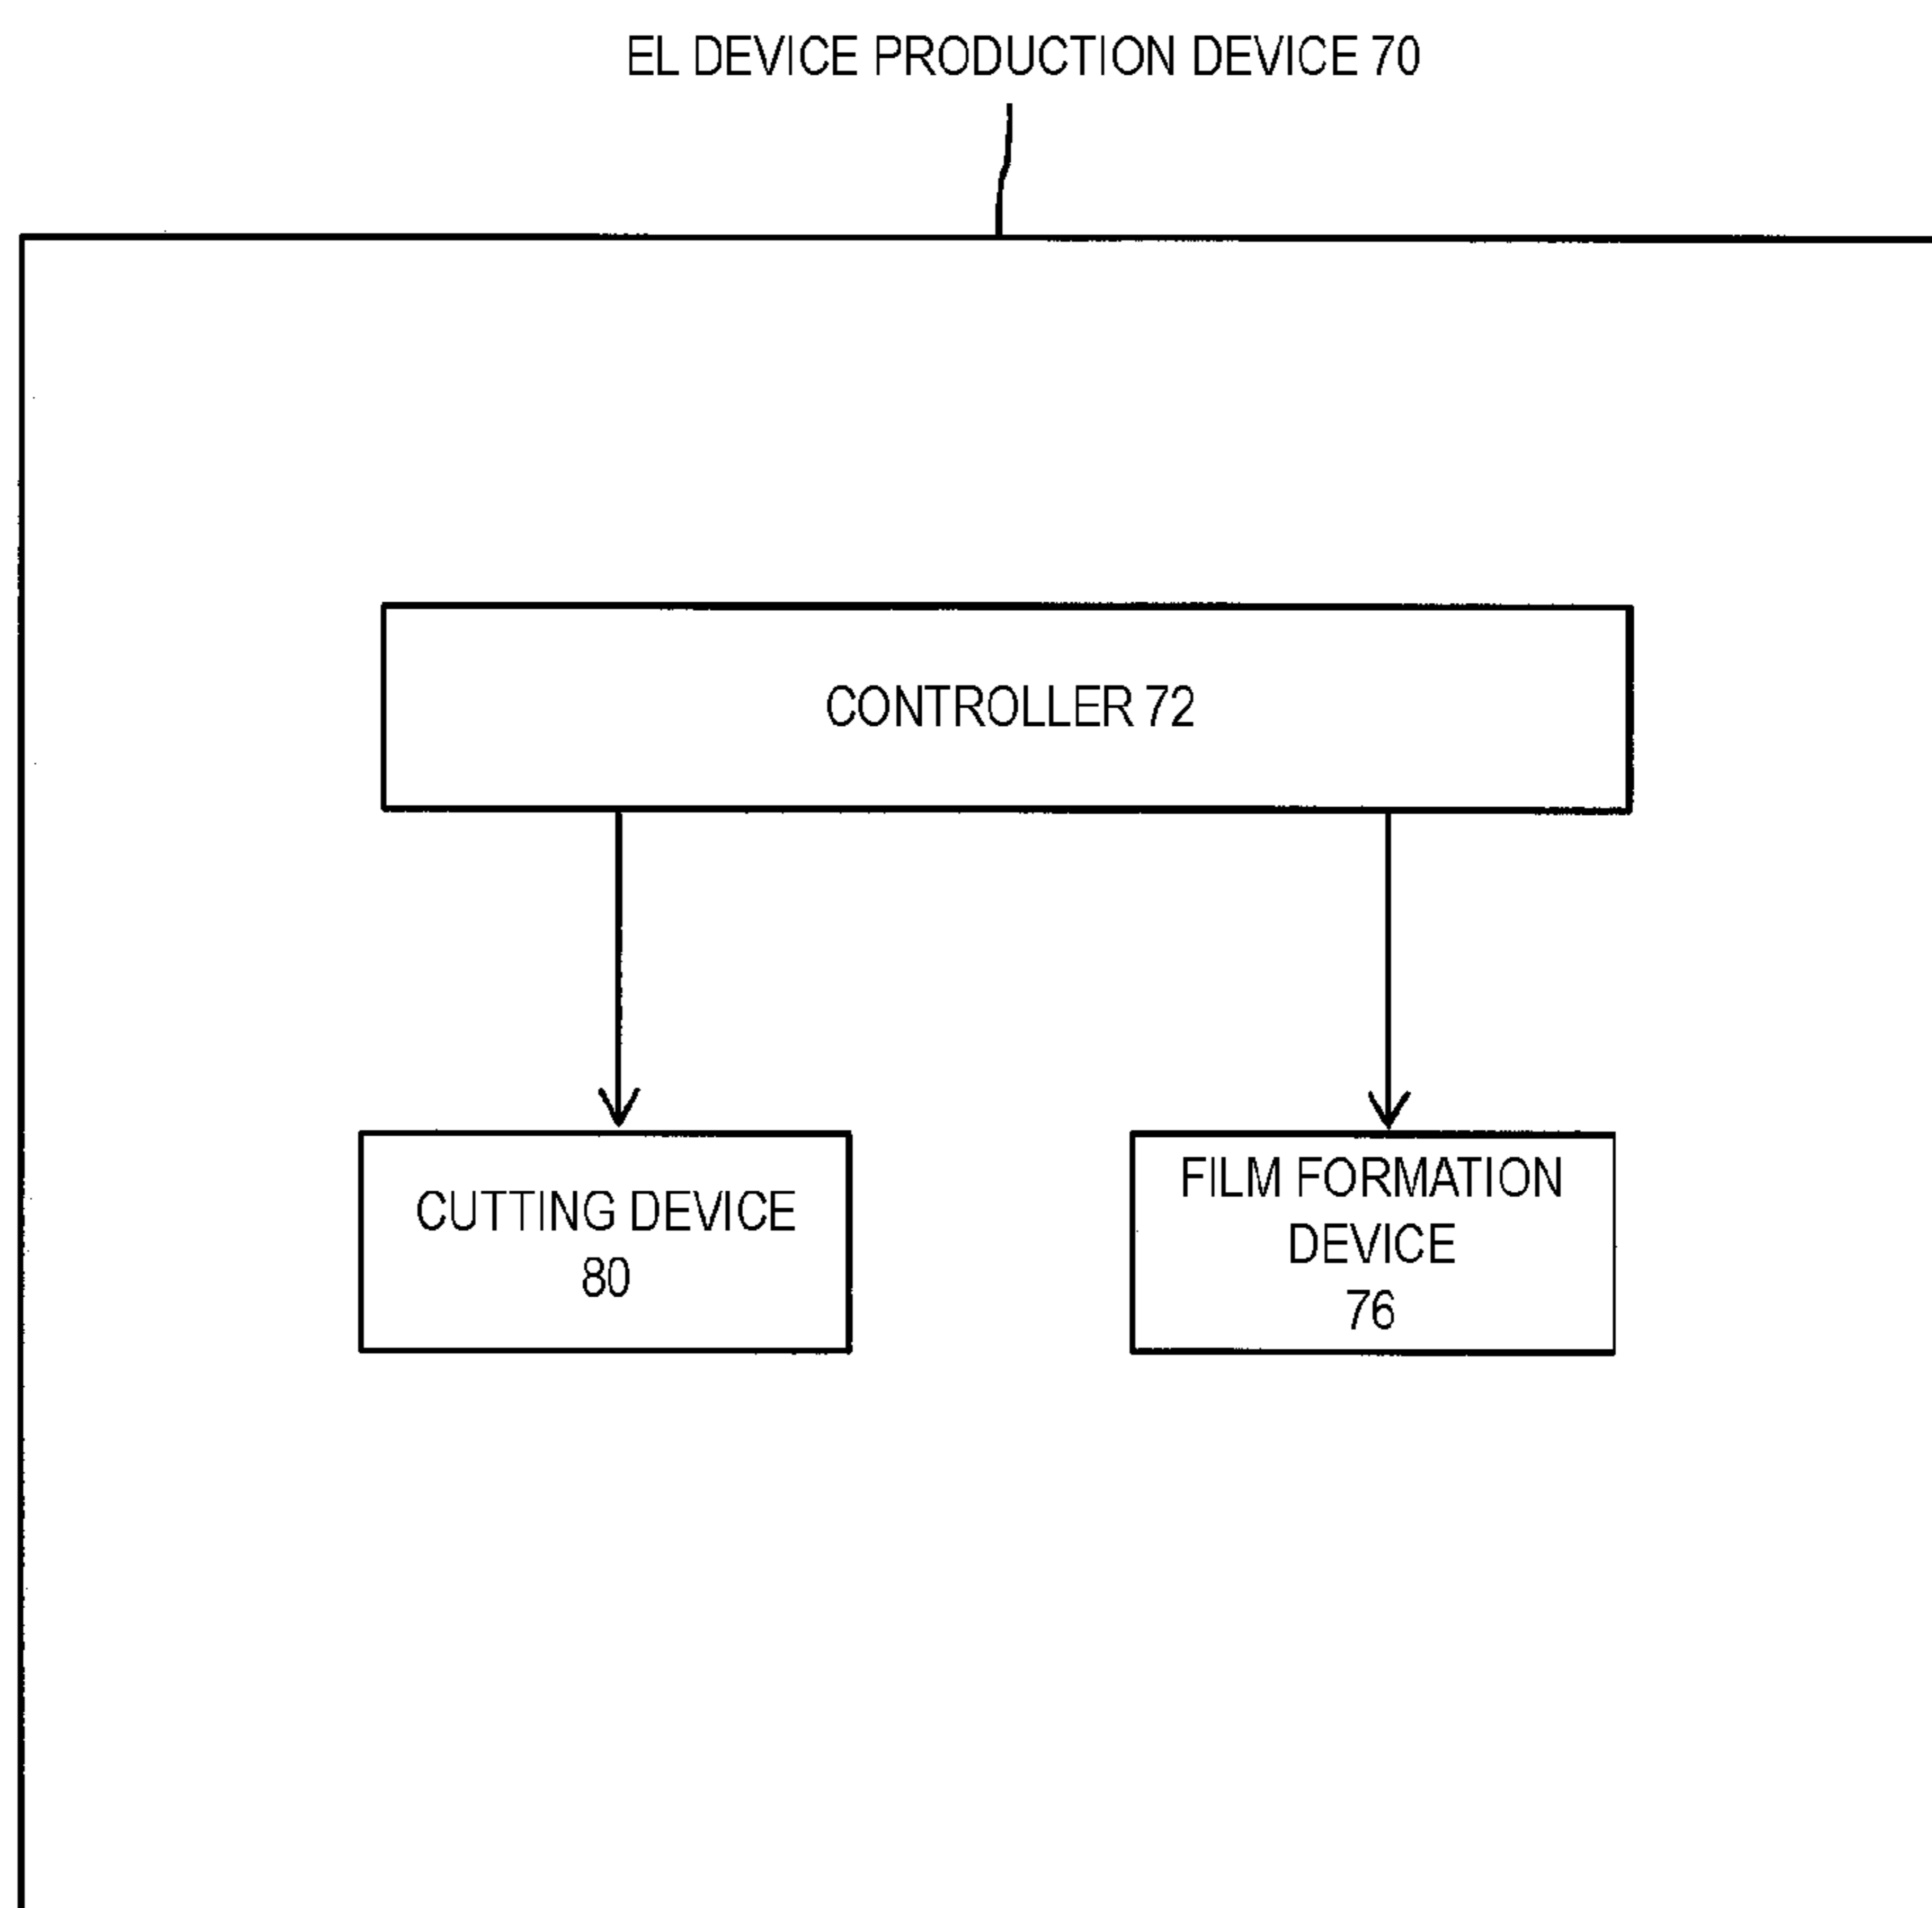 EL DEVICE PRODUCTION DEVICE 70
CONTROLLER 72
CUTTING DEVICE
80
FILM FORMATION
DEVICE
76